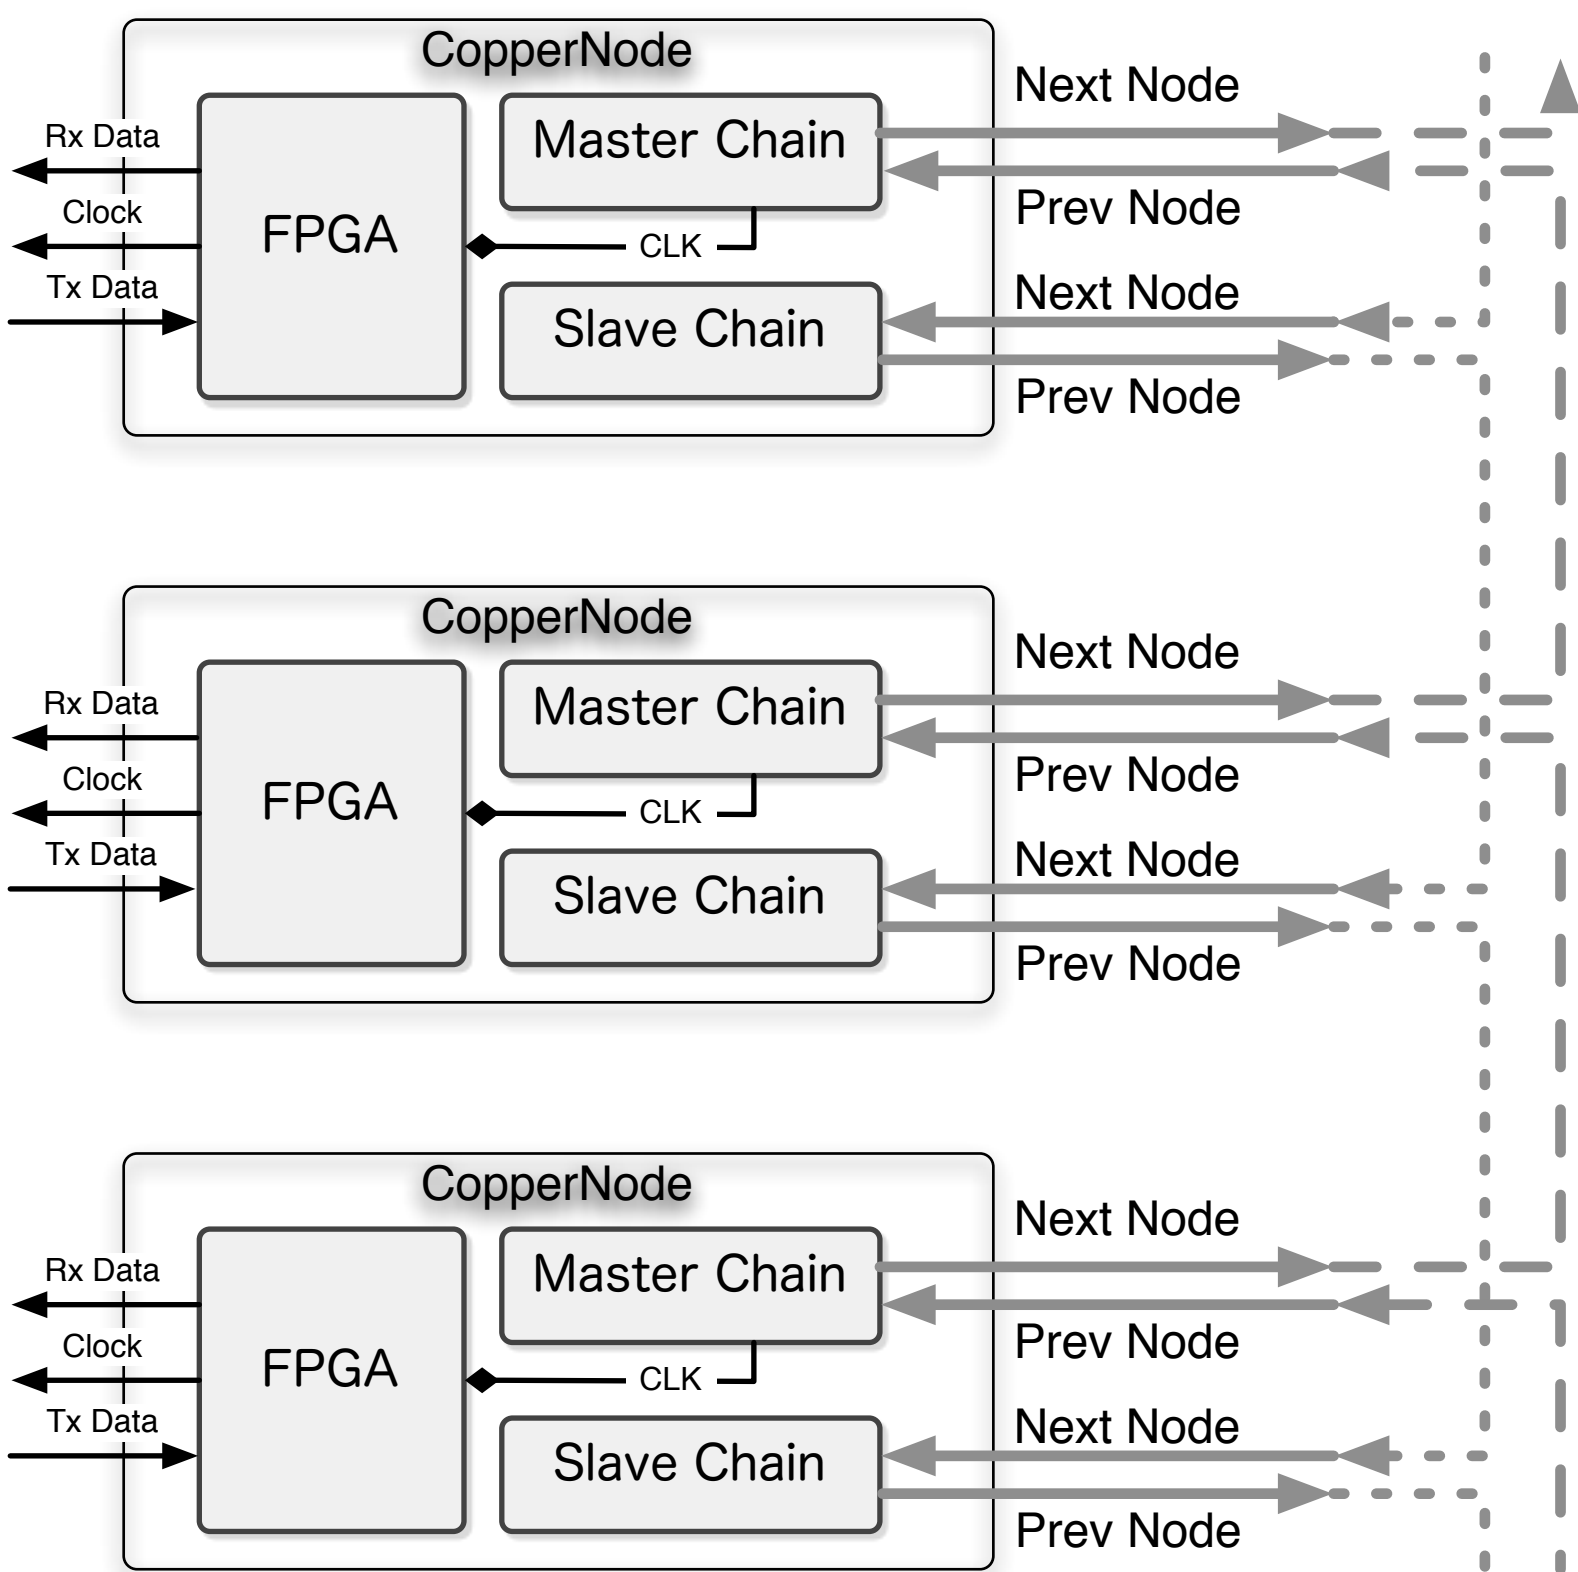 CopperNode
Rx Data
Clock
Tx Data
FPGA
Master Chain
CLK
Slave Chain
Next Node
Prev Node
Next Node
Prev Node
CopperNode
Rx Data
Clock
Tx Data
FPGA
Master Chain
CLK
Slave Chain
Next Node
Prev Node
Next Node
Prev Node
CopperNode
Rx Data
Clock
Tx Data
FPGA
Master Chain
CLK
Slave Chain
Next Node
Prev Node
Next Node
Prev Node